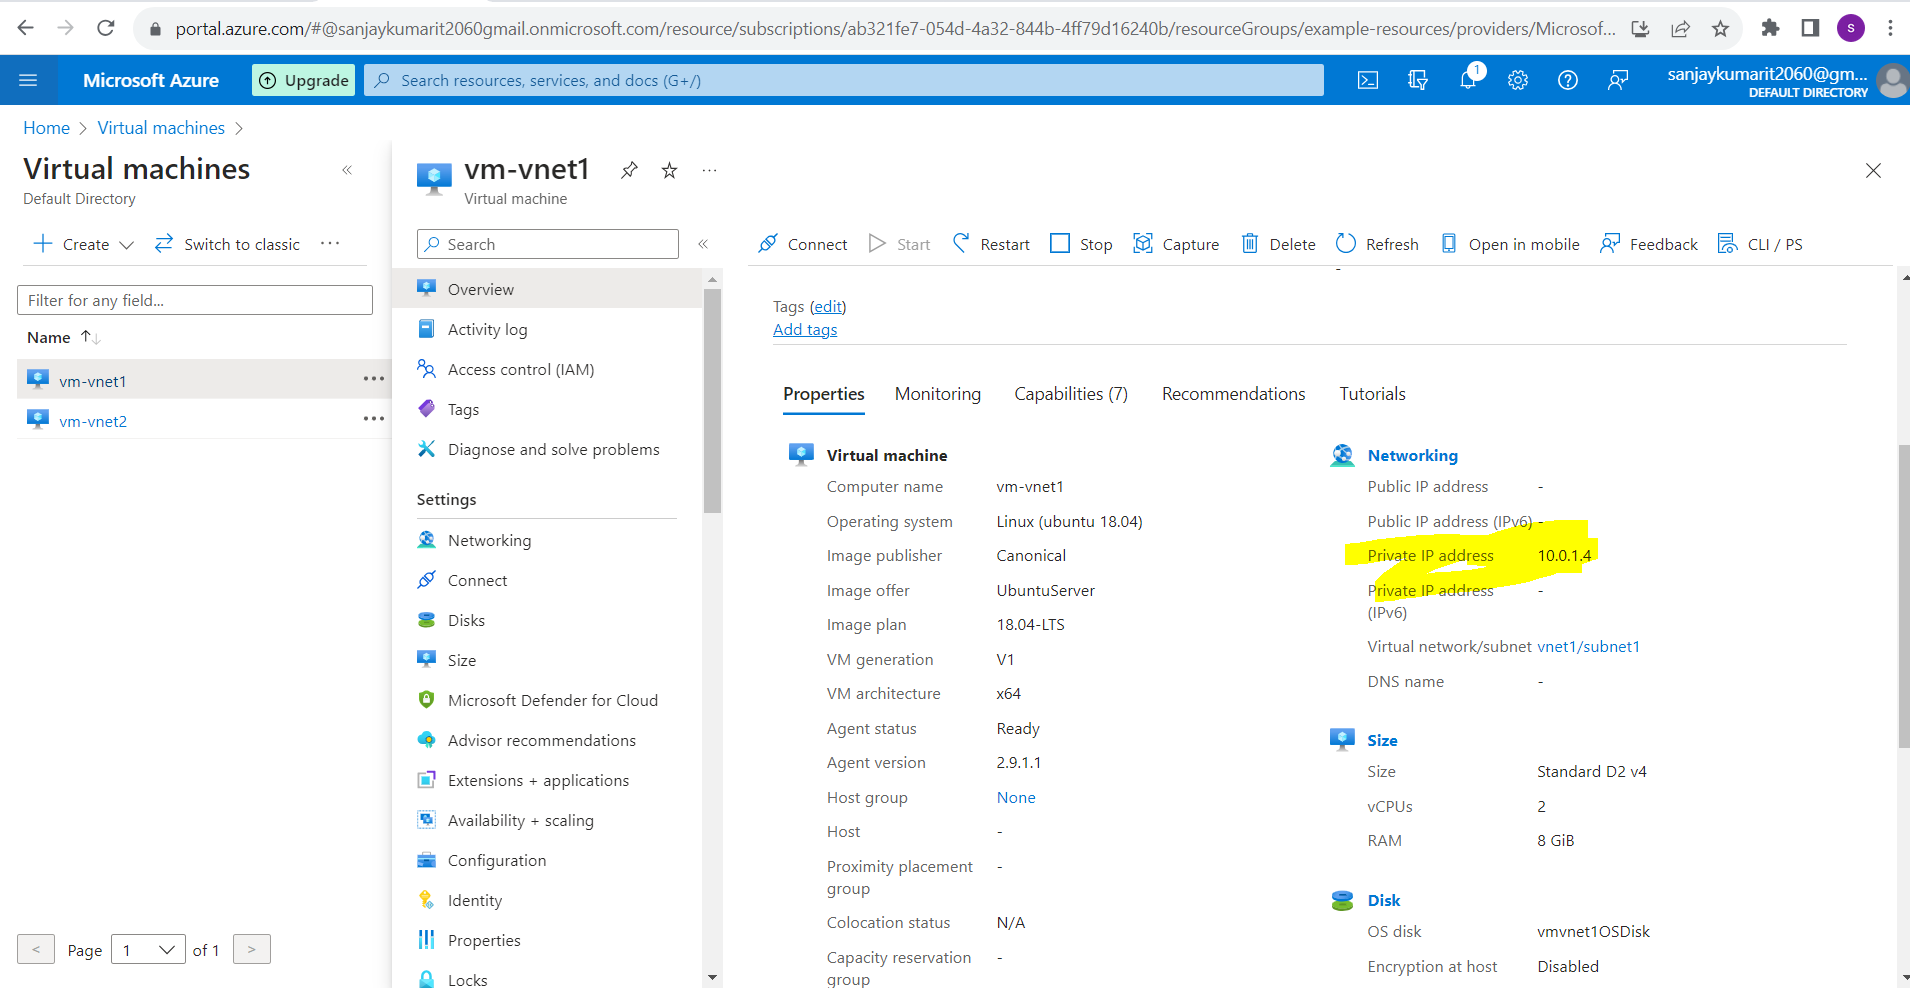 portal.azure.com/#@sanjaykumarit2060gmail.onmicrosoft.com/resource/subscriptions/ab321fe7-054d-4a32-844b-4ff79d16240b/resourceGroups/example-resources/providers/Microsof...
S
Microsoft Azure
Upgrade
Search resources, services, and docs (G+/)
1
sanjaykumarit2060@gm...
DEFAULT DIRECTORY
Home > Virtual machines >
Virtual machines
Default Directory
Create
Switch to classic
Filter for any field...
Name
vm-vnet1
vm-vnet2
< Page 1 of 1 >
vm-vnet1
Virtual machine
Search
Overview
Activity log
Access control (IAM)
Tags
Diagnose and solve problems
Settings
Networking
Connect
Disks
Size
Microsoft Defender for Cloud
Advisor recommendations
Extensions + applications
Availability + scaling
Configuration
Identity
Properties
Locks
Connect Start Restart Stop Capture Delete Refresh Open in mobile Feedback CLI / PS
-
Tags (edit)
Add tags
Properties Monitoring Capabilities (7) Recommendations Tutorials
Virtual machine
Computer name vm-vnet1
Operating system Linux (ubuntu 18.04)
Image publisher Canonical
Image offer UbuntuServer
Image plan 18.04-LTS
VM generation V1
VM architecture x64
Agent status Ready
Agent version 2.9.1.1
Host group None
Host -
Proximity placement -
group
Colocation status N/A
Capacity reservation -
group
Networking
Public IP address -
Public IP address (IPv6) -
Private IP address 10.0.1.4
Private IP address -
(IPv6)
Virtual network/subnet vnet1/subnet1
DNS name -
Size
Size Standard D2 v4
vCPUs 2
RAM 8 GiB
Disk
OS disk vmvnet1OSDisk
Encryption at host Disabled